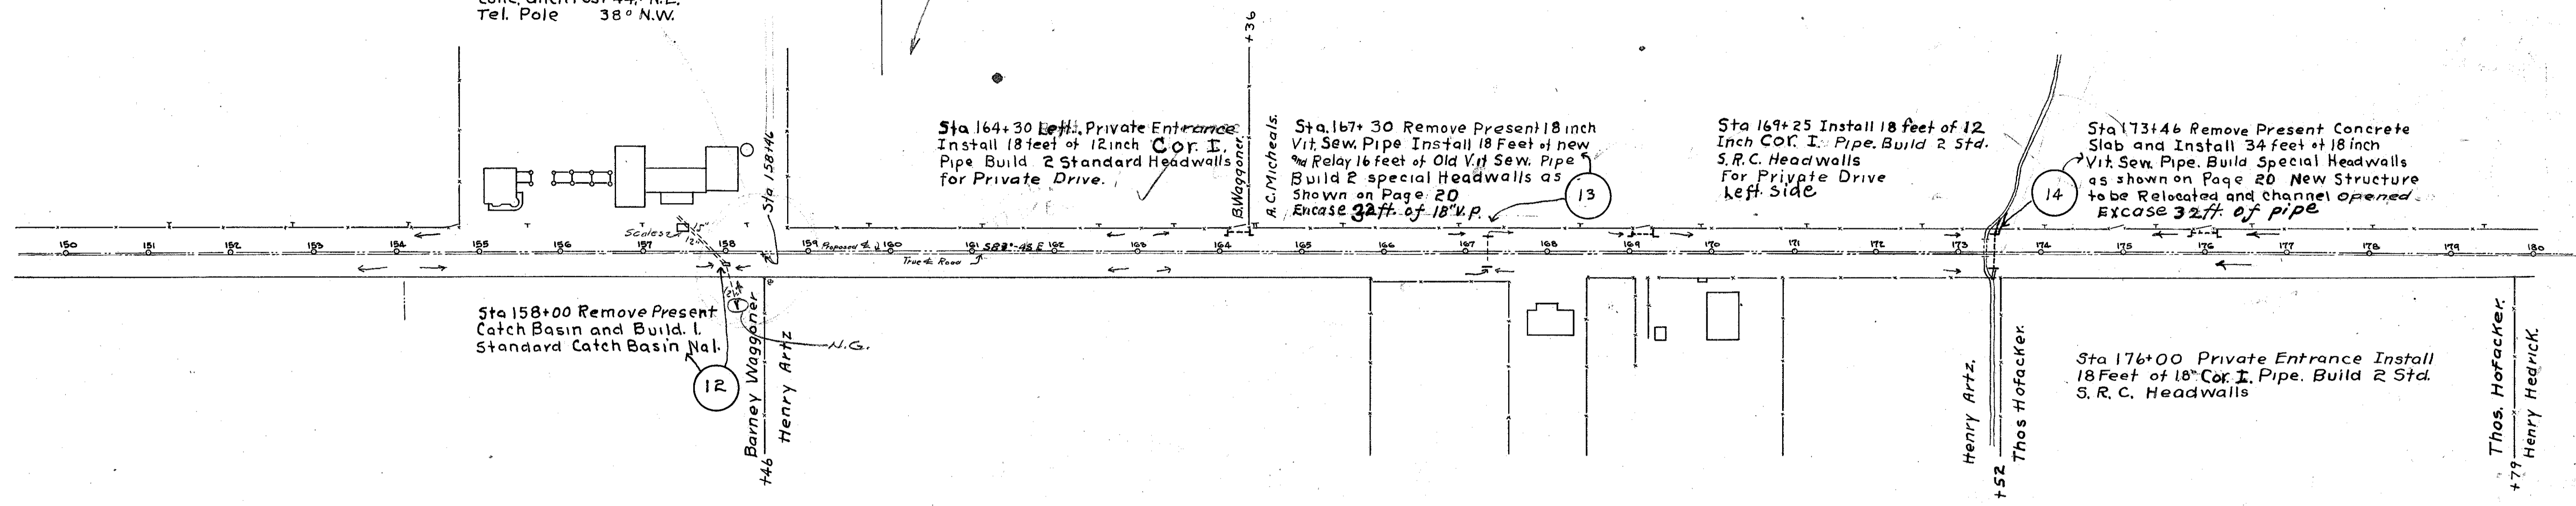 Tel. Pole 38° N.W.
+36
Sta 158+46
Sta 164+30 Left. Private Entrance
Install 18 feet of 12 inch Cor. I.
Pipe Build 2 Standard Headwalls
for Private Drive.
B. Waggoner.
A.C. Micheals.
Sta. 167+30 Remove Present 18 inch
Vit. Sew. Pipe Install 18 Feet of new
and Relay 16 feet of Old Vit Sew. Pipe
Build 2 special Headwalls as
Shown on Page 20
Encase 32 ft. of 18" V.P.
13
Sta 169+25 Install 18 feet of 12
Inch Cor. I. Pipe. Build 2 Std.
S.R.C. Headwalls
For Private Drive
Left Side
14
Sta 173+46 Remove Present Concrete
Slab and Install 34 feet of 18 inch
Vit. Sew. Pipe. Build Special Headwalls
as shown on Page 20 New Structure
to be Relocated and Channel opened.
Excase 32 ft. of pipe
Scales
15"
12"
150 151 152 153 154 155 156 157 158 159 Proposed ℄ 160 161 S83°-45 E 162 163 164 165 166 167 168 169 170 171 172 173 174 175 176 177 178 179 180
True ℄ Road
Sta 158+00 Remove Present
Catch Basin and Build. 1.
Standard Catch Basin No1.
12
N.G.
Barney Waggoner
+46
Henry Artz
Henry Artz.
+52
Thos Hofacker.
Sta 176+00 Private Entrance Install
18 Feet of 18" Cor. I. Pipe. Build 2 Std.
S. R. C. Headwalls
Thos. Hofacker.
+79
Henry Hedrick.